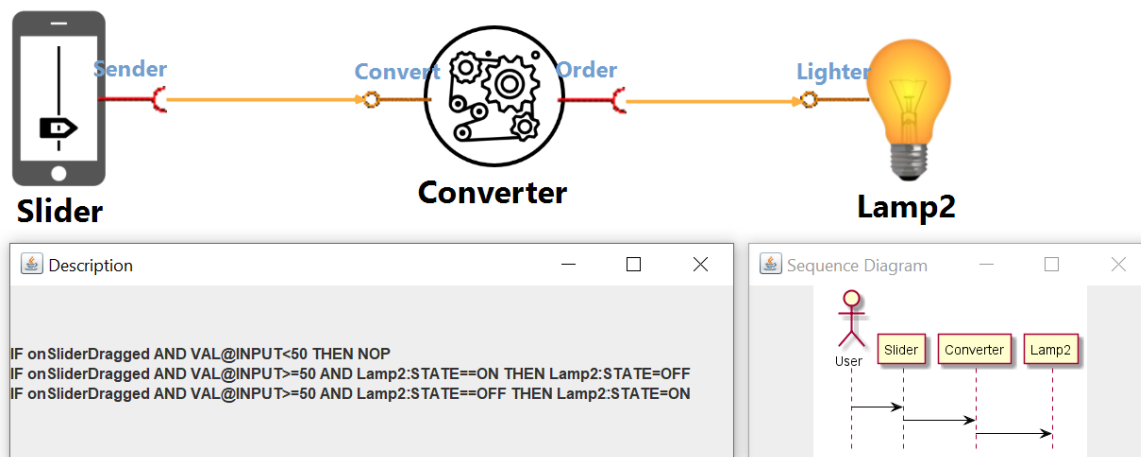 Sender
Convert
Order
Lighter
Slider
Converter
Lamp2
Description
IF onSliderDragged AND VAL@INPUT<50 THEN NOP
IF onSliderDragged AND VAL@INPUT>=50 AND Lamp2:STATE==ON THEN Lamp2:STATE=OFF
IF onSliderDragged AND VAL@INPUT>=50 AND Lamp2:STATE==OFF THEN Lamp2:STATE=ON
Sequence Diagram
User
Slider
Converter
Lamp2